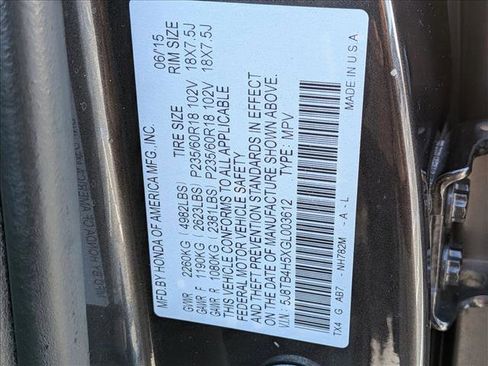 MFD.BY HONDA OF AMERICA MFG.,INC. 06/15
TIRE SIZE RIM SIZE
GVWR 2260KG ( 4982LBS)
GAWR F 1190KG ( 2623LBS) P235/60R18 102V 18X7.5J
GAWR R 1080KG ( 2381LBS) P235/60R18 102V 18X7.5J
THIS VEHICLE CONFORMS TO ALL APPLICABLE
FEDERAL MOTOR VEHICLE SAFETY
AND THEFT PREVENTION STANDARDS IN EFFECT
ON THE DATE OF MANUFACTURE SHOWN ABOVE.
V.I.N.: 5J8TB4H5XGL003612 TYPE: MPV
TX4 G AB7 - NH782M - A - L MADE IN U.S.A